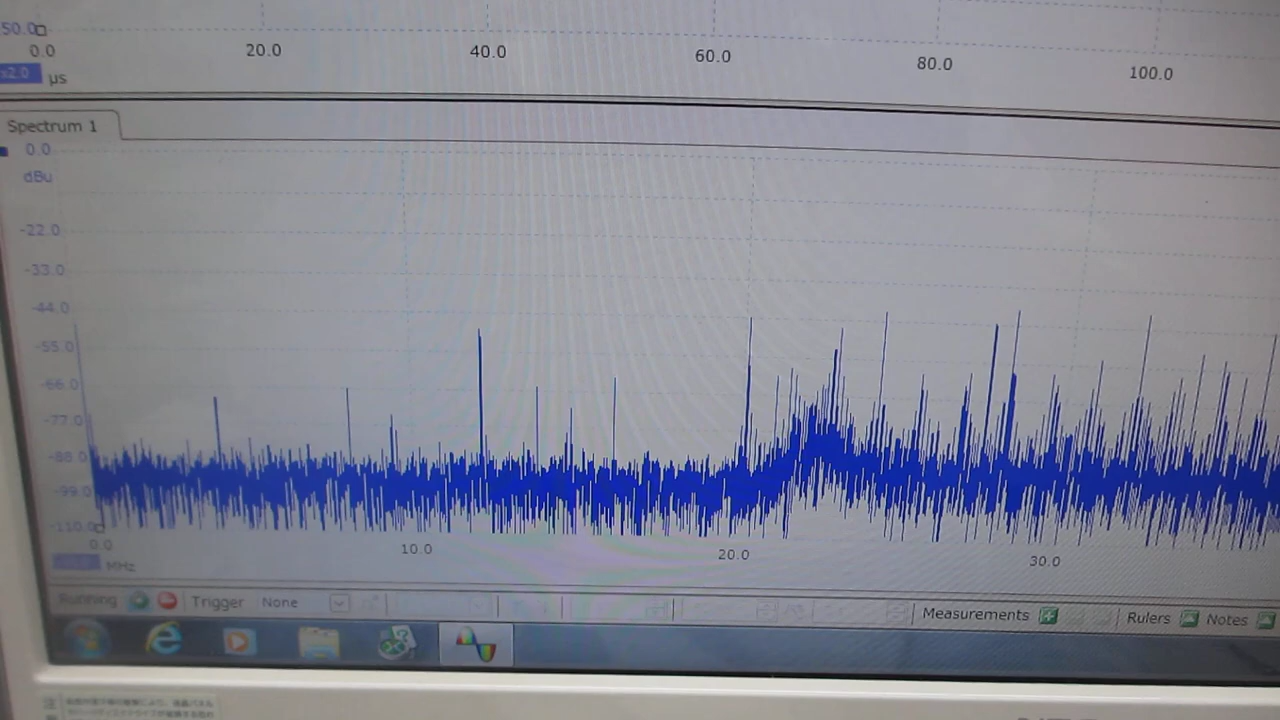 50.0
0.0 20.0 40.0 60.0 80.0 100.0
x2.0 µs
Spectrum 1
0.0
dBu
-22.0
-33.0
-44.0
-55.0
-66.0
-77.0
-88.0
-99.0
-110.0
0.0 10.0 20.0 30.0
MHz
Running Trigger None Measurements Rulers Notes